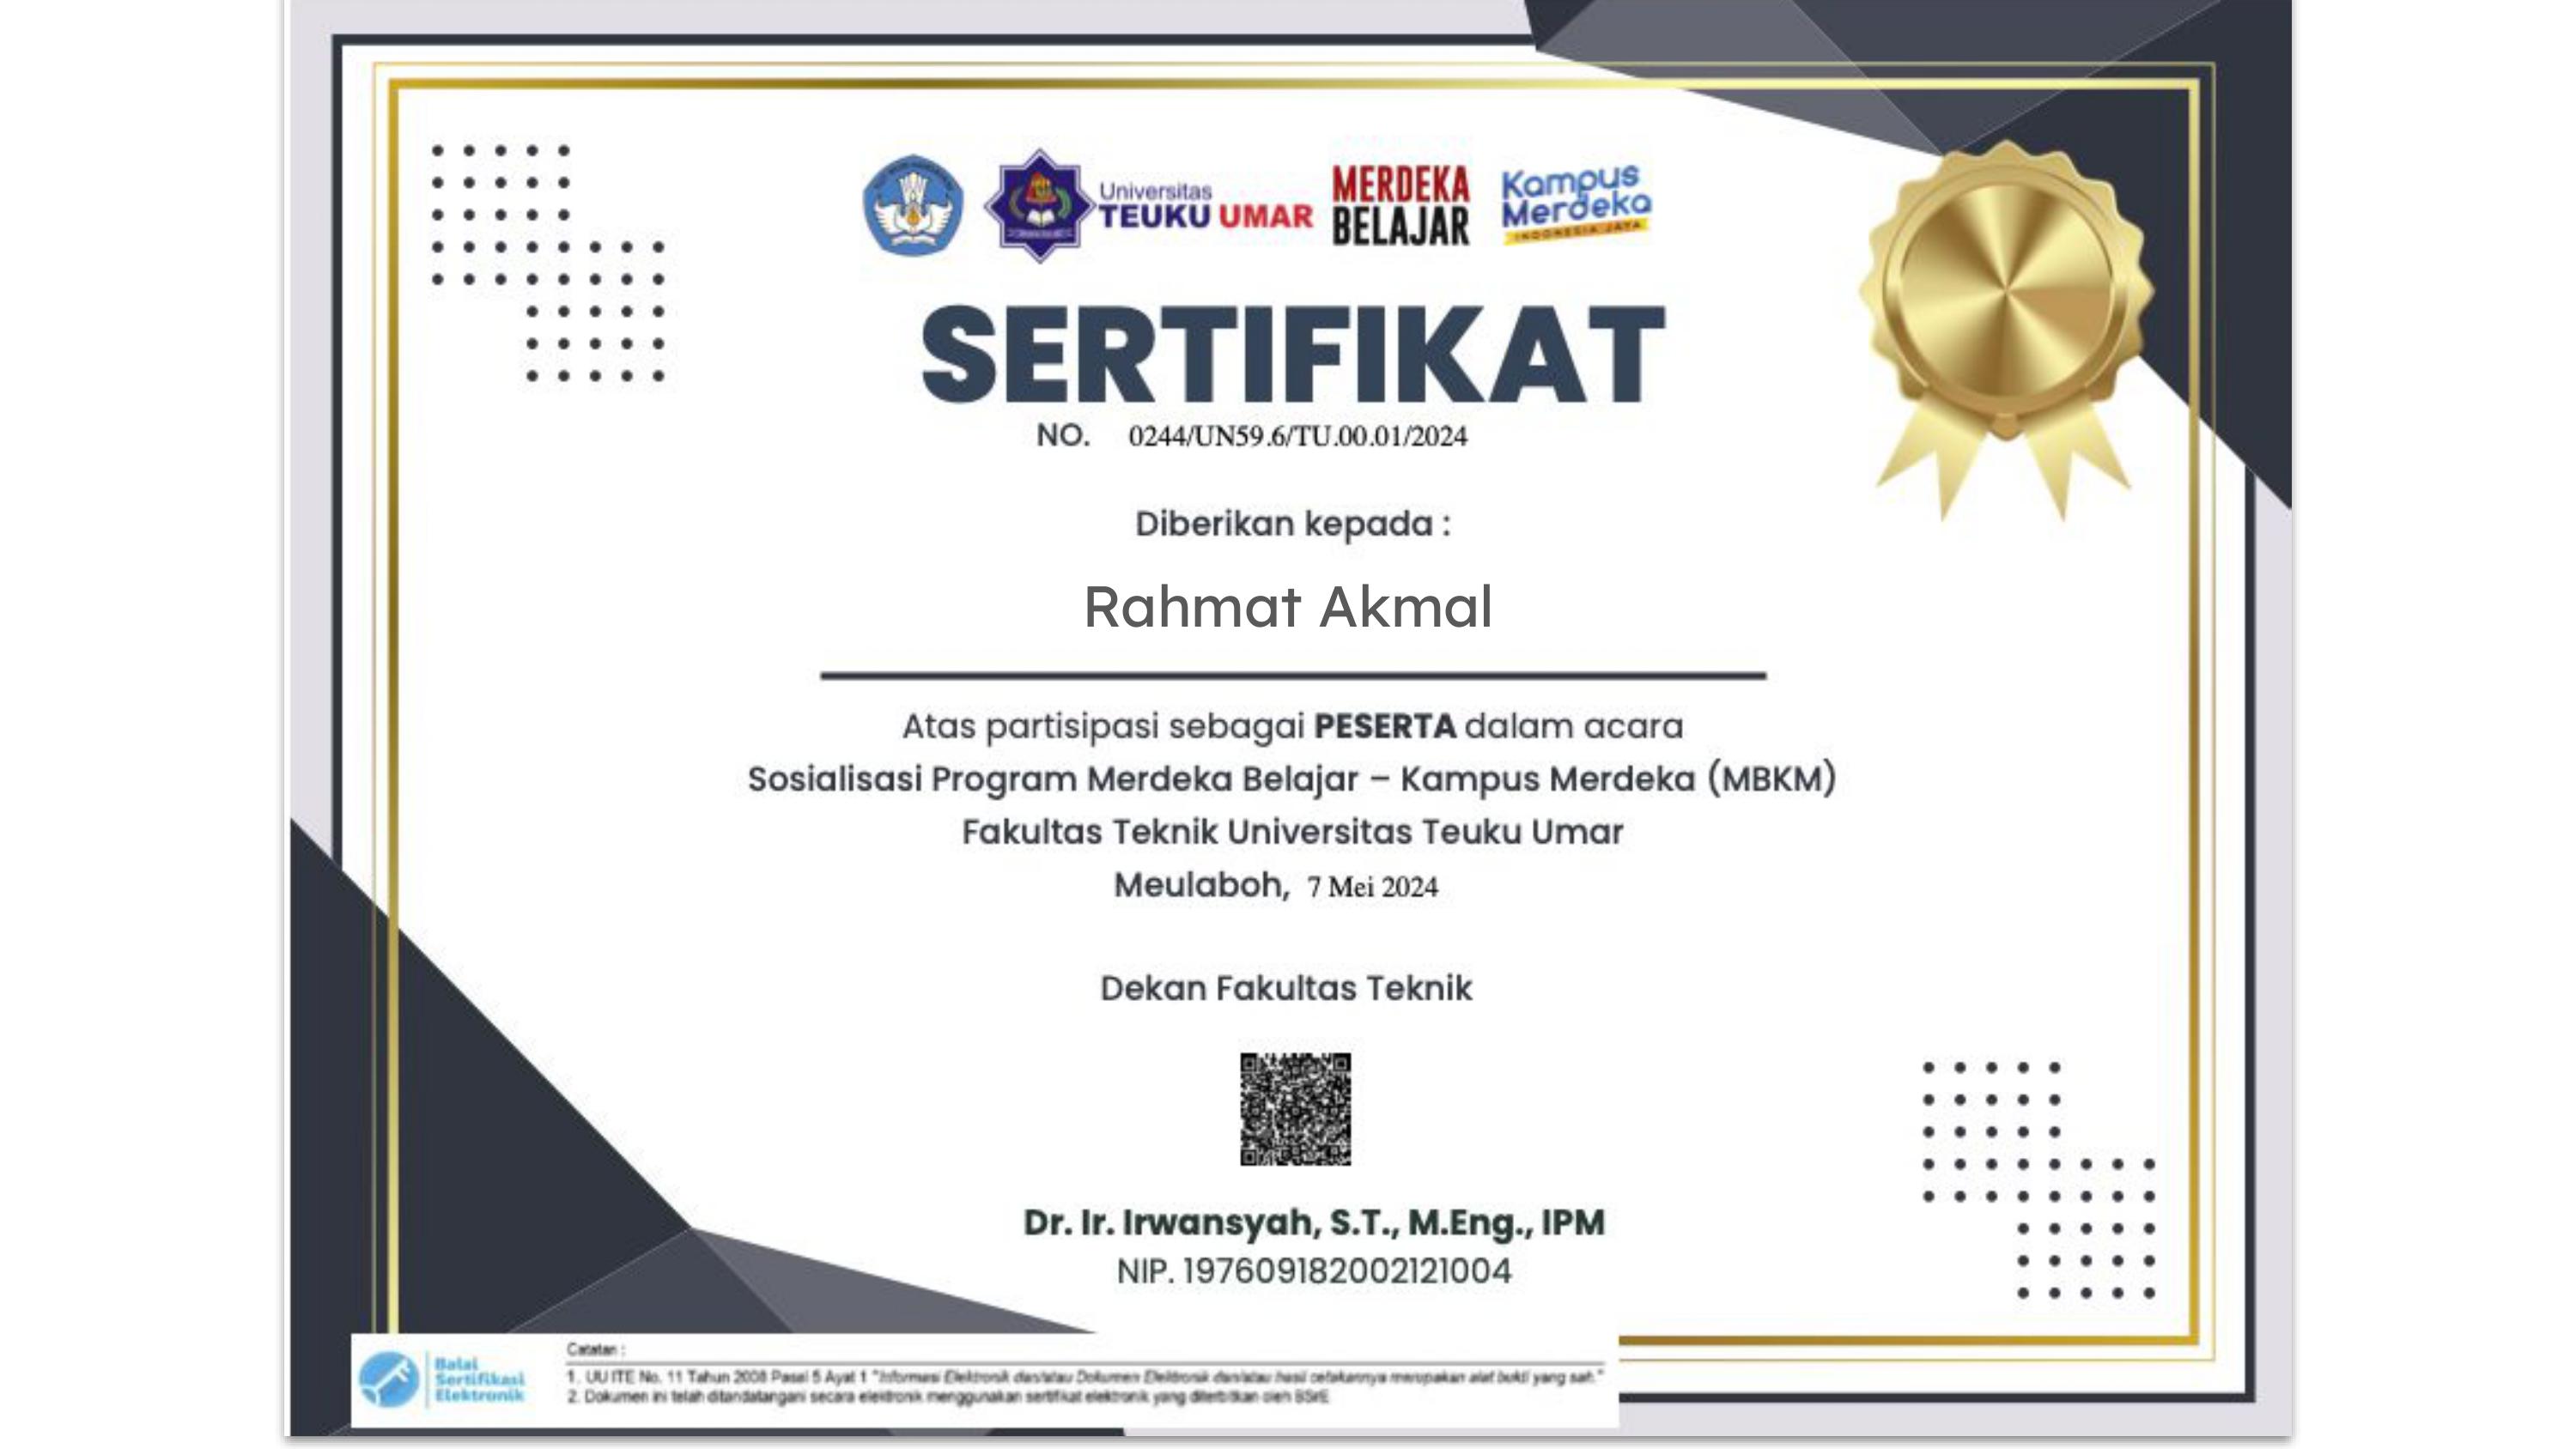 Universitas
TEUKU UMAR
MERDEKA
BELAJAR
Kampus
Merdeka
INDONESIA JAYA
SERTIFIKAT
NO. 0244/UN59.6/TU.00.01/2024
Diberikan kepada :
Rahmat Akmal
Atas partisipasi sebagai PESERTA dalam acara
Sosialisasi Program Merdeka Belajar – Kampus Merdeka (MBKM)
Fakultas Teknik Universitas Teuku Umar
Meulaboh, 7 Mei 2024
Dekan Fakultas Teknik
Dr. Ir. Irwansyah, S.T., M.Eng., IPM
NIP. 197609182002121004
Balai
Sertifikasi
Elektronik
Catatan :
1. UU ITE No. 11 Tahun 2008 Pasal 5 Ayat 1 "Informasi Elektronik dan/atau Dokumen Elektronik dan/atau hasil cetakannya merupakan alat bukti yang sah."
2. Dokumen ini telah ditandatangani secara elektronik menggunakan sertifikat elektronik yang diterbitkan oleh BSrE